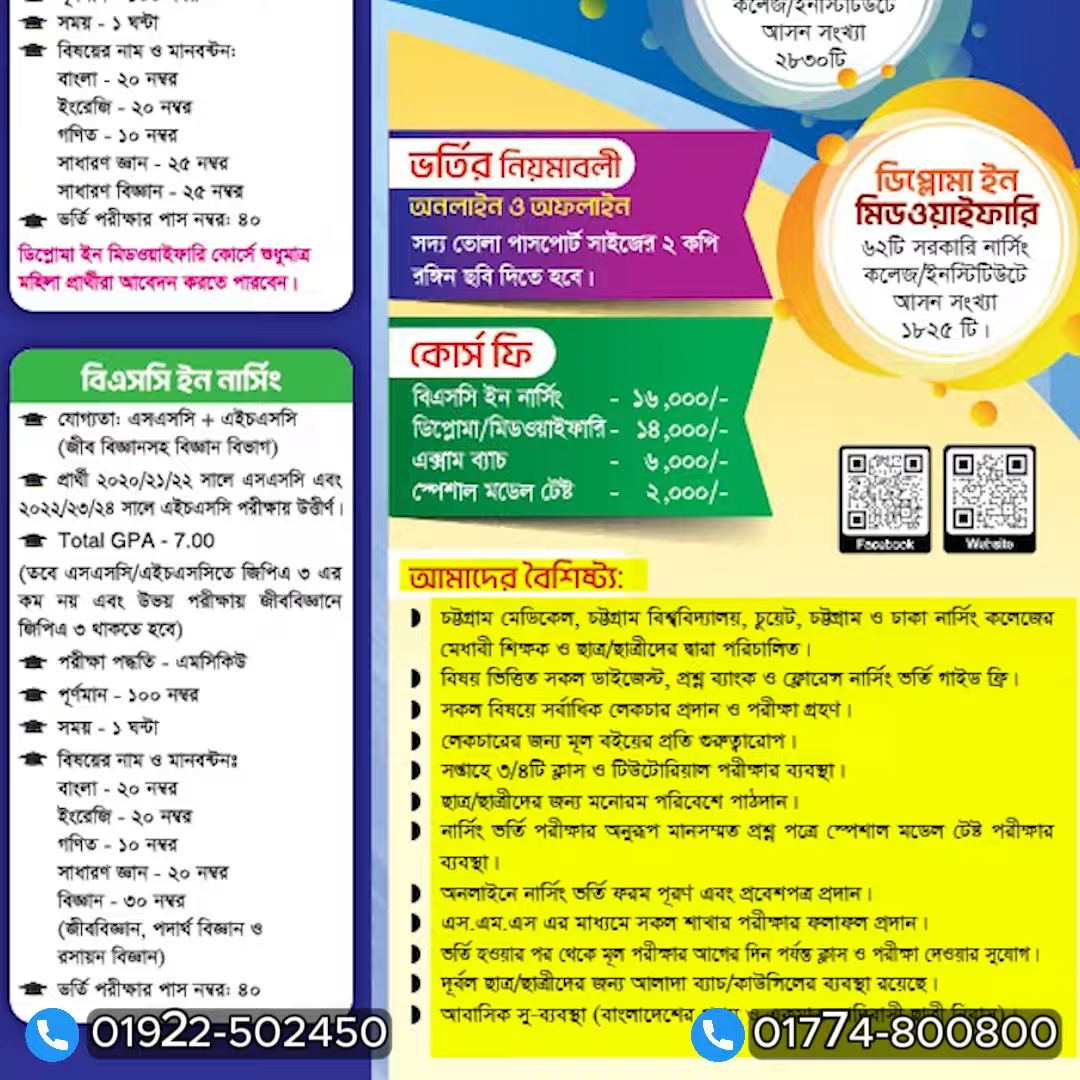 সময় - ১ ঘন্টা
বিষয়ের নাম ও মানবন্টন:
বাংলা - ২০ নম্বর
ইংরেজি - ২০ নম্বর
গণিত - ১০ নম্বর
সাধারণ জ্ঞান - ২৫ নম্বর
সাধারণ বিজ্ঞান - ২৫ নম্বর
ভর্তি পরীক্ষার পাস নম্বর: ৪০
ডিপ্লোমা ইন মিডওয়াইফারি কোর্সে শুধুমাত্র
মহিলা প্রার্থীরা আবেদন করতে পারবেন।
বিএসসি ইন নার্সিং
যোগ্যতা: এসএসসি + এইচএসসি
(জীব বিজ্ঞানসহ বিজ্ঞান বিভাগ)
প্রার্থী ২০২০/২১/২২ সালে এসএসসি এবং
২০২২/২৩/২৪ সালে এইচএসসি পরীক্ষায় উত্তীর্ণ।
Total GPA - 7.00
(তবে এসএসসি/এইচএসসিতে জিপিএ ৩ এর
কম নয় এবং উভয় পরীক্ষায় জীববিজ্ঞানে
জিপিএ ৩ থাকতে হবে)
পরীক্ষা পদ্ধতি - এমসিকিউ
পূর্ণমান - ১০০ নম্বর
সময় - ১ ঘন্টা
বিষয়ের নাম ও মানবন্টনঃ
বাংলা - ২০ নম্বর
ইংরেজি - ২০ নম্বর
গণিত - ১০ নম্বর
সাধারণ জ্ঞান - ২০ নম্বর
বিজ্ঞান - ৩০ নম্বর
(জীববিজ্ঞান, পদার্থ বিজ্ঞান ও
রসায়ন বিজ্ঞান)
ভর্তি পরীক্ষার পাস নম্বর: ৪০
কলেজ/ইনস্টিটিউটে
আসন সংখ্যা
২৮৩০টি
ভর্তির নিয়মাবলী
অনলাইন ও অফলাইন
সদ্য তোলা পাসপোর্ট সাইজের ২ কপি
রঙ্গিন ছবি দিতে হবে।
ডিপ্লোমা ইন
মিডওয়াইফারি
৬২টি সরকারি নার্সিং
কলেজ/ইনস্টিটিউটে
আসন সংখ্যা
১৮২৫ টি।
কোর্স ফি
বিএসসি ইন নার্সিং - ১৬,০০০/-
ডিপ্লোমা/মিডওয়াইফারি - ১৪,০০০/-
এক্সাম ব্যাচ - ৬,০০০/-
স্পেশাল মডেল টেষ্ট - ২,০০০/-
Facebook
Website
আমাদের বৈশিষ্ট্য:
চট্টগ্রাম মেডিকেল, চট্টগ্রাম বিশ্ববিদ্যালয়, চুয়েট, চট্টগ্রাম ও ঢাকা নার্সিং কলেজের
মেধাবী শিক্ষক ও ছাত্র/ছাত্রীদের দ্বারা পরিচালিত।
বিষয় ভিত্তিত সকল ডাইজেস্ট, প্রশ্ন ব্যাংক ও ফ্লোরেন্স নার্সিং ভর্তি গাইড ফ্রি।
সকল বিষয়ে সর্বাধিক লেকচার প্রদান ও পরীক্ষা গ্রহণ।
লেকচারের জন্য মূল বইয়ের প্রতি গুরুত্বারোপ।
সপ্তাহে ৩/৪টি ক্লাস ও টিউটোরিয়াল পরীক্ষার ব্যবস্থা।
ছাত্র/ছাত্রীদের জন্য মনোরম পরিবেশে পাঠদান।
নার্সিং ভর্তি পরীক্ষার অনুরূপ মানসম্মত প্রশ্ন পত্রে স্পেশাল মডেল টেষ্ট পরীক্ষার
ব্যবস্থা।
অনলাইনে নার্সিং ভর্তি ফরম পূরণ এবং প্রবেশপত্র প্রদান।
এস.এম.এস এর মাধ্যমে সকল শাখার পরীক্ষার ফলাফল প্রদান।
ভর্তি হওয়ার পর থেকে মূল পরীক্ষার আগের দিন পর্যন্ত ক্লাস ও পরীক্ষা দেওয়ার সুযোগ।
দূর্বল ছাত্র/ছাত্রীদের জন্য আলাদা ব্যাচ/কাউন্সিলের ব্যবস্থা রয়েছে।
আবাসিক সু-ব্যবস্থা (বাংলাদেশের
01922-502450
01774-800800